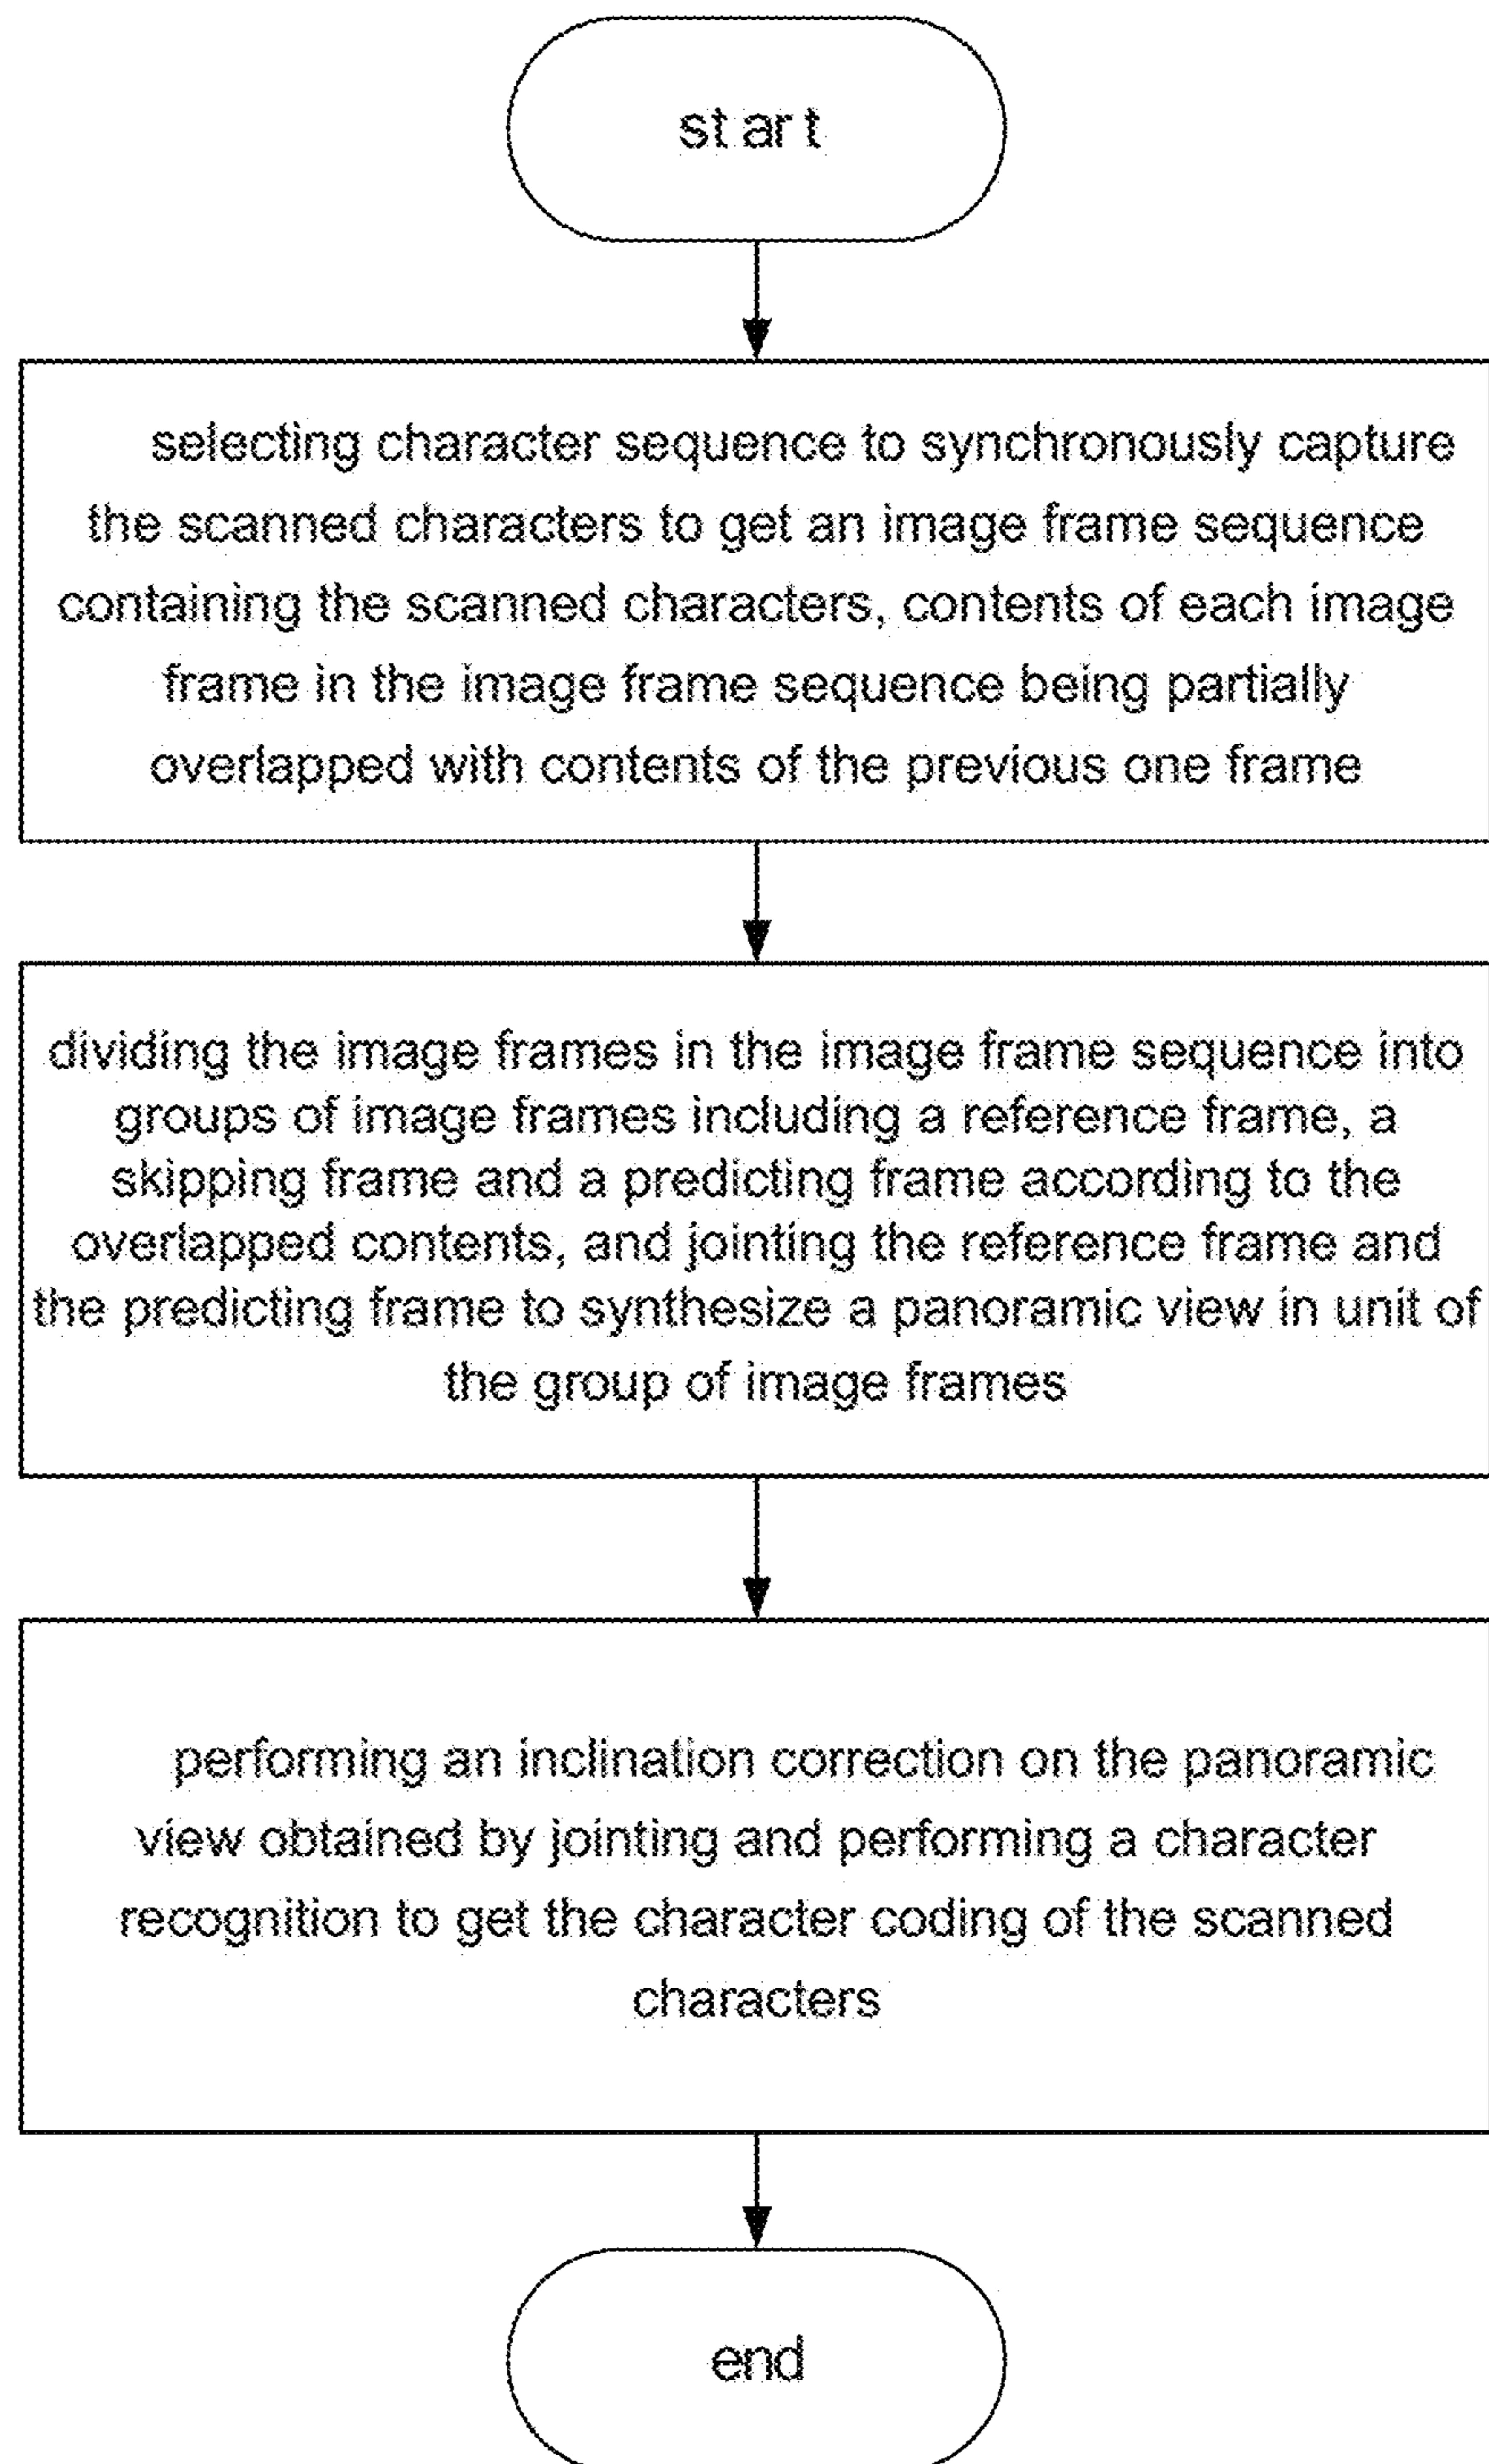 start
selecting character sequence to synchronously capture
the scanned characters to get an image frame sequence
containing the scanned characters, contents of each image
frame in the image frame sequence being partially
overlapped with contents of the previous one frame
dividing the image frames in the image frame sequence into
groups of image frames including a reference frame, a
skipping frame and a predicting frame according to the
overlapped contents, and jointing the reference frame and
the predicting frame to synthesize a panoramic view in unit of
the group of image frames
performing an inclination correction on the panoramic
view obtained by jointing and performing a character
recognition to get the character coding of the scanned
characters
end